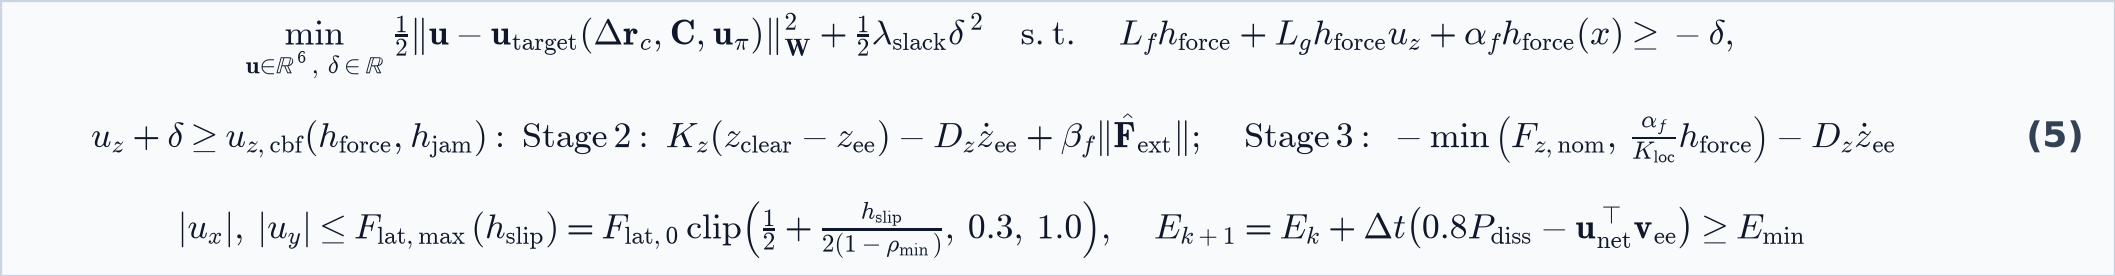 min_{𝐮∈ℝ⁶, δ∈ℝ} ½‖𝐮 − 𝐮_target(Δ𝐫_c, 𝐂, 𝐮_π)‖²_𝐖 + ½λ_slack δ² s.t. L_f h_force + L_g h_force u_z + α_f h_force(x) ≥ −δ,
u_z + δ ≥ u_{z,cbf}(h_force, h_jam): Stage 2: K_z(z_clear − z_ee) − D_z ż_ee + β_f‖𝐅̂_ext‖; Stage 3: −min(F_{z,nom}, α_f/K_loc h_force) − D_z ż_ee (5)
|u_x|, |u_y| ≤ F_{lat,max}(h_slip) = F_{lat,0} clip(½ + h_slip/(2(1−ρ_min)), 0.3, 1.0), E_{k+1} = E_k + Δt(0.8P_diss − 𝐮_net^⊤ 𝐯_ee) ≥ E_min